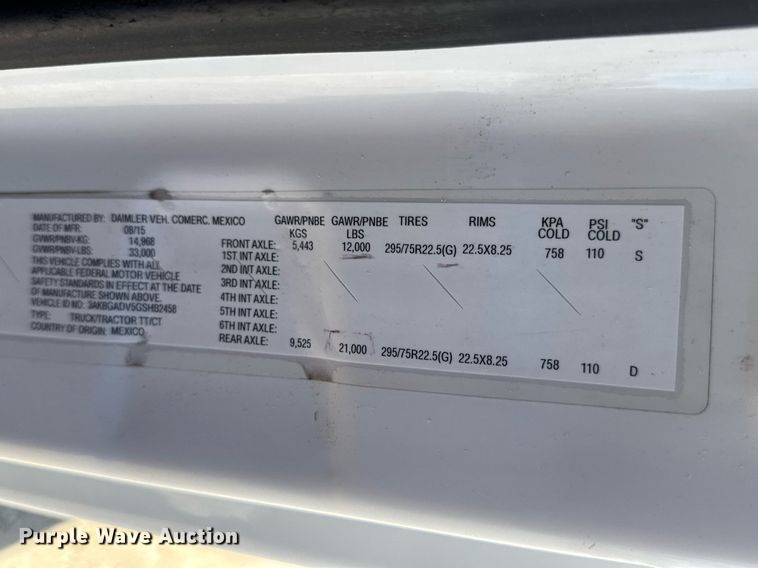 MANUFACTURED BY: DAIMLER VEH. COMERC. MEXICO
DATE OF MFR: 08/15
GVWR/PNBV-KG: 14,968
GVWR/PNBV-LBS: 33,000
THIS VEHICLE COMPLIES WITH ALL
APPLICABLE FEDERAL MOTOR VEHICLE
SAFETY STANDARDS IN EFFECT AT THE DATE
OF MANUFACTURE SHOWN ABOVE.
VEHICLE ID NO: 3AKBGADV5GSHB2458
TYPE: TRUCK/TRACTOR TT/CT
COUNTRY OF ORIGIN: MEXICO
GAWR/PNBE GAWR/PNBE TIRES RIMS KPA PSI "S"
KGS LBS COLD COLD
FRONT AXLE: 5,443 12,000 295/75R22.5(G) 22.5X8.25 758 110 S
1ST INT AXLE:
2ND INT AXLE:
3RD INT AXLE:
4TH INT AXLE:
5TH INT AXLE:
6TH INT AXLE:
REAR AXLE: 9,525 21,000 295/75R22.5(G) 22.5X8.25 758 110 D
Purple Wave Auction